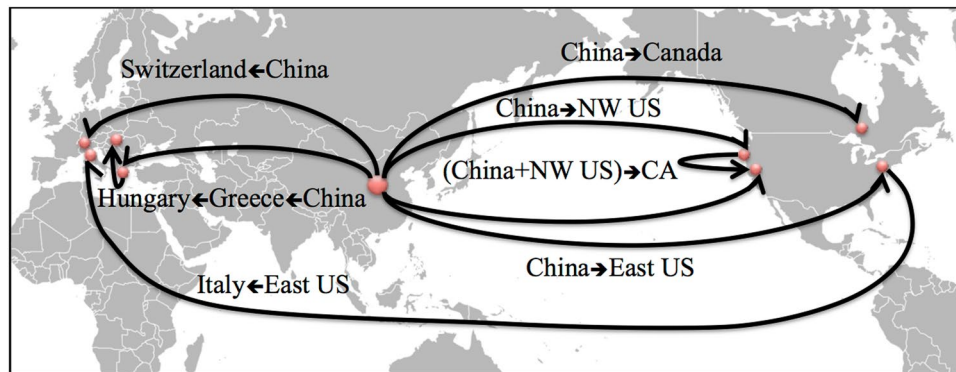 China➔Canada
Switzerland←China
China➔NW US
(China+NW US)➔CA
Hungary←Greece←China
China➔East US
Italy←East US